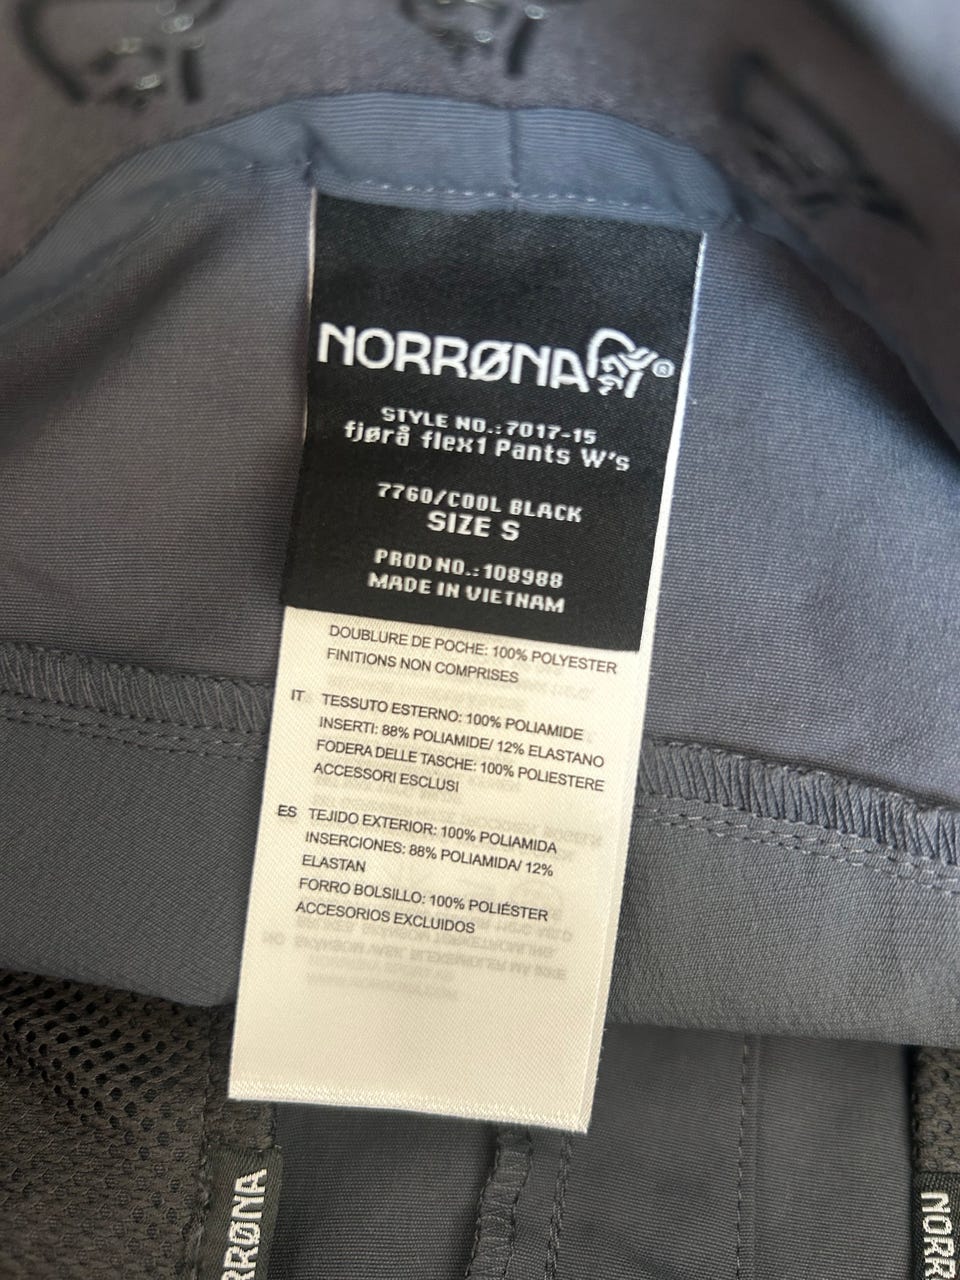 NORRØNA®
STYLE NO.:7017-15
fjørå flex1 Pants W's
7760/COOL BLACK
SIZE S
PROD NO.:108988
MADE IN VIETNAM
DOUBLURE DE POCHE: 100% POLYESTER
FINITIONS NON COMPRISES
IT TESSUTO ESTERNO: 100% POLIAMIDE
INSERTI: 88% POLIAMIDE/ 12% ELASTANO
FODERA DELLE TASCHE: 100% POLIESTERE
ACCESSORI ESCLUSI
ES TEJIDO EXTERIOR: 100% POLIAMIDA
INSERCIONES: 88% POLIAMIDA/ 12%
ELASTAN
FORRO BOLSILLO: 100% POLIÉSTER
ACCESORIOS EXCLUIDOS
RRØNA
NORR